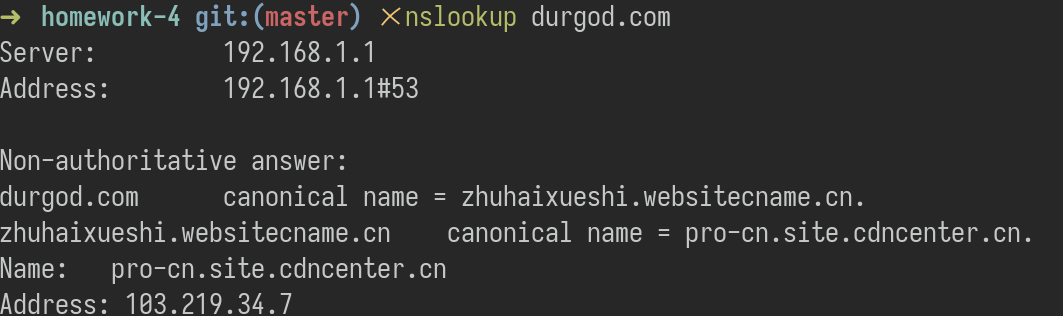 ➜ homework-4 git:(master) ✗nslookup durgod.com
Server: 192.168.1.1
Address: 192.168.1.1#53
Non-authoritative answer:
durgod.com canonical name = zhuhaixueshi.websitecname.cn.
zhuhaixueshi.websitecname.cn canonical name = pro-cn.site.cdncenter.cn.
Name: pro-cn.site.cdncenter.cn
Address: 103.219.34.7